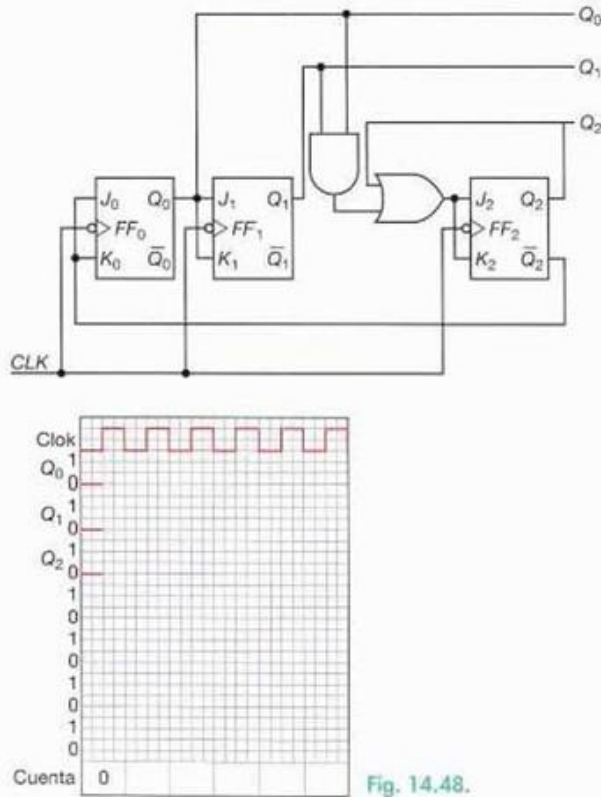 Q0
Q1
Q2
J0 Q0 J1 Q1 J2 Q2
FF0 FF1 FF2
K0 Q̅0 K1 Q̅1 K2 Q̅2
CLK
Clok
1
Q0
0
1
Q1
0
1
Q2
0
1
0
1
0
1
0
1
0
Cuenta 0
Fig. 14.48.